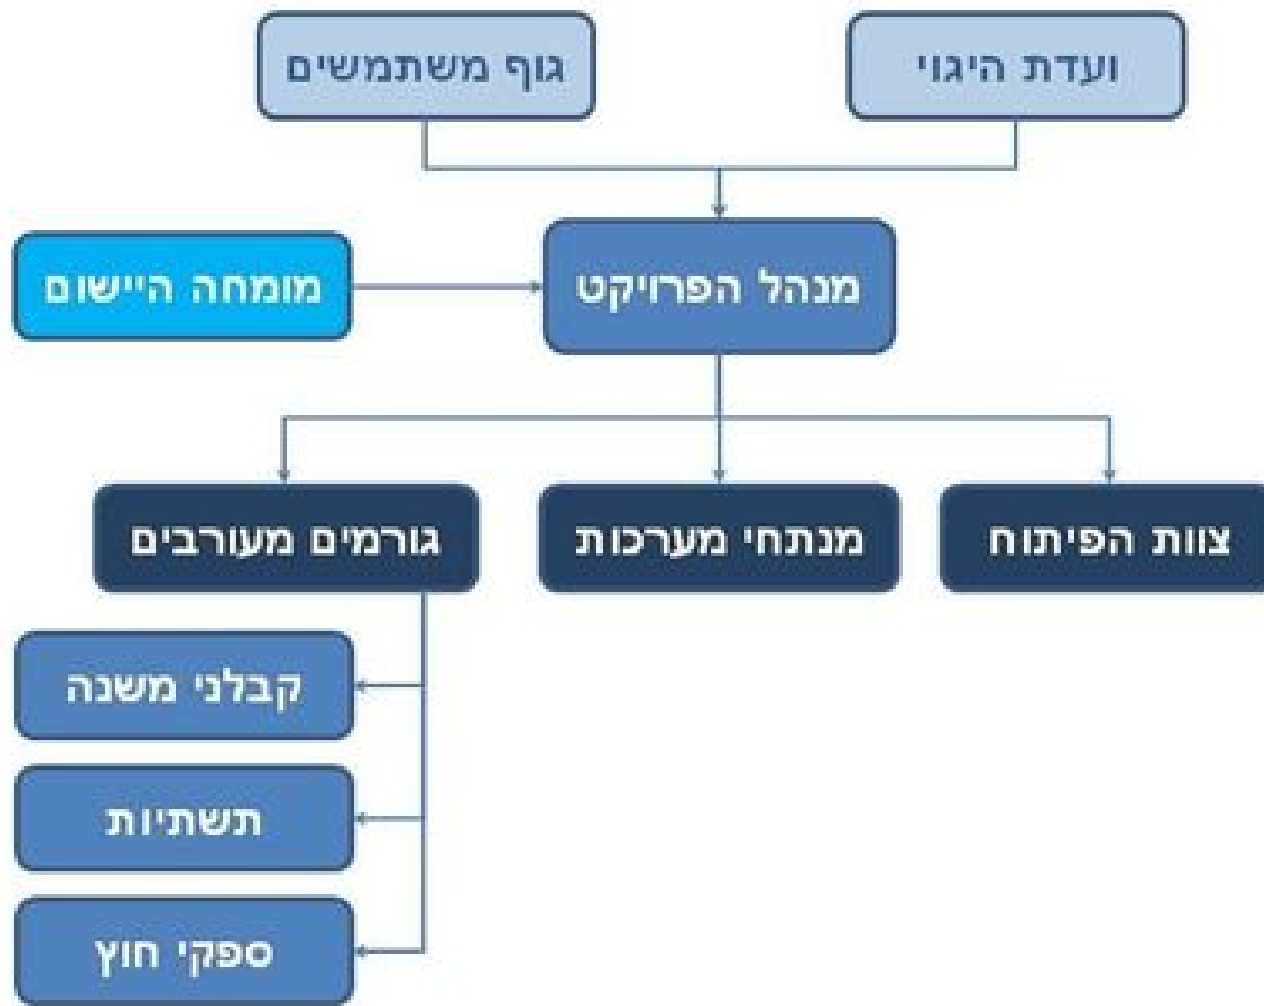 ועדת היגוי
גוף משתמשים
מנהל הפרויקט
מומחה היישום
צוות הפיתוח
מנתחי מערכות
גורמים מעורבים
קבלני משנה
תשתיות
ספקי חוץ